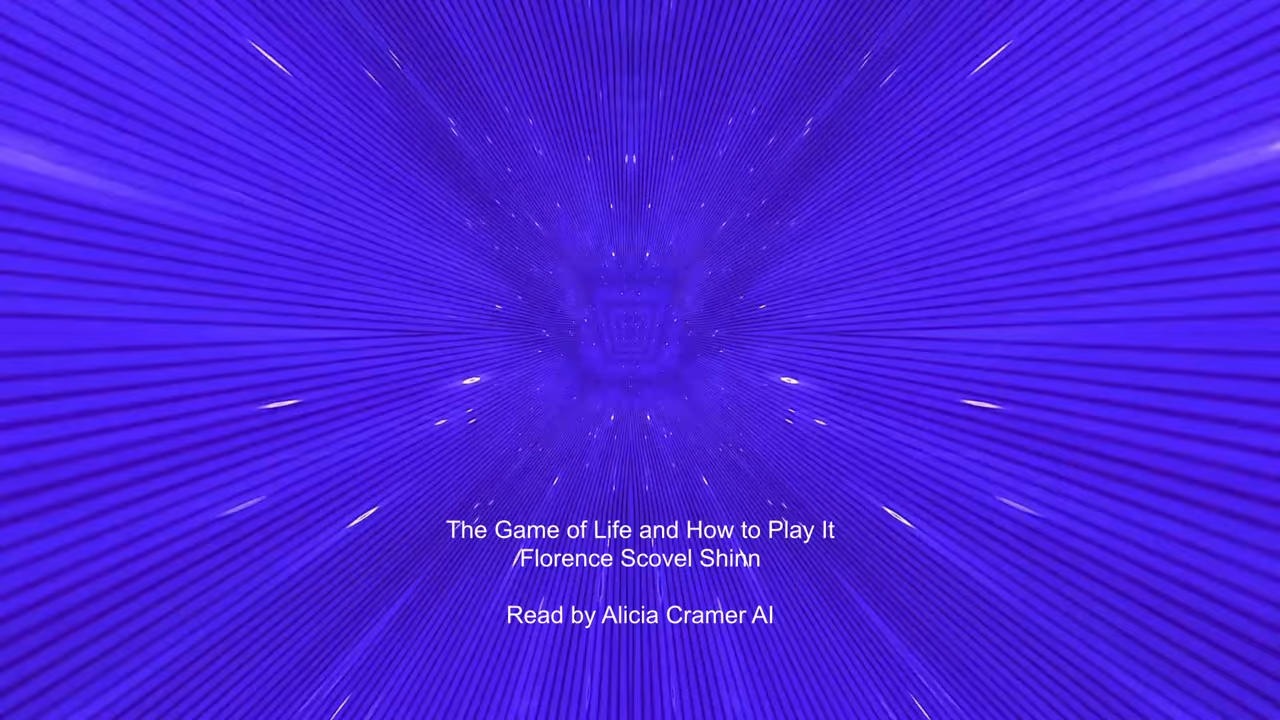 The Game of Life and How to Play It
Florence Scovel Shinn
Read by Alicia Cramer AI